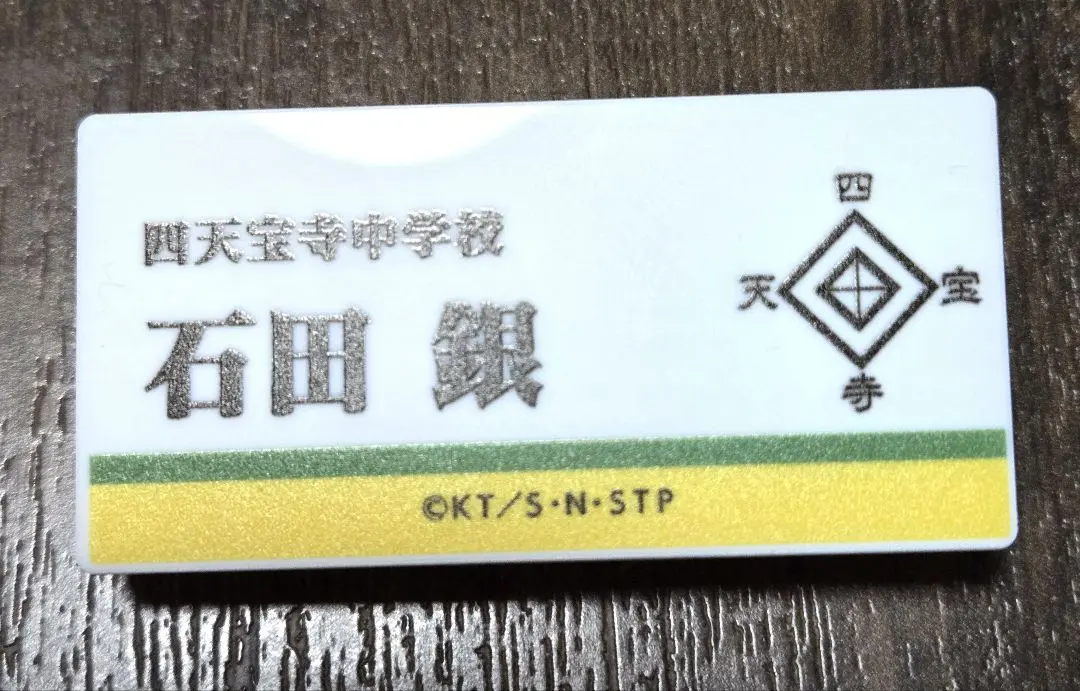 四天宝寺中学校
石田 銀
四
天 宝
寺
©KT/S・N・STP